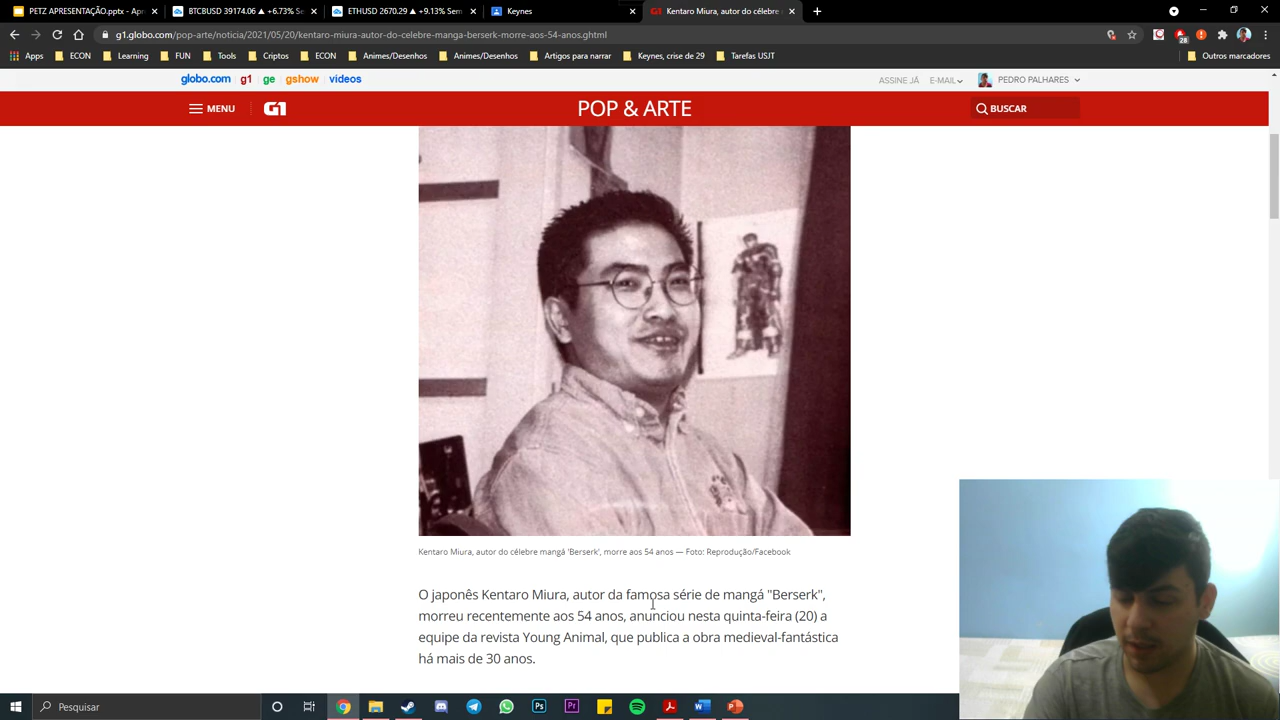 PETZ APRESENTAÇÃO.pptx - Apr
BTCBUSD 39174.06 ▲ +6.73% Sem
ETHUSD 2670.29 ▲ +9.13% Sem
Keynes
Kentaro Miura, autor do célebre
g1.globo.com/pop-arte/noticia/2021/05/20/kentaro-miura-autor-do-celebre-manga-berserk-morre-aos-54-anos.ghtml
28
Apps ECON Learning FUN Tools Criptos ECON Animes/Desenhos Animes/Desenhos Artigos para narrar Keynes, crise de 29 Tarefas USJT Outros marcadores
globo.com g1 ge gshow videos ASSINE JÁ E-MAIL PEDRO PALHARES
MENU G1 POP & ARTE BUSCAR
Kentaro Miura, autor do célebre mangá 'Berserk', morre aos 54 anos — Foto: Reprodução/Facebook
O japonês Kentaro Miura, autor da famosa série de mangá "Berserk",
morreu recentemente aos 54 anos, anunciou nesta quinta-feira (20) a
equipe da revista Young Animal, que publica a obra medieval-fantástica
há mais de 30 anos.
Pesquisar